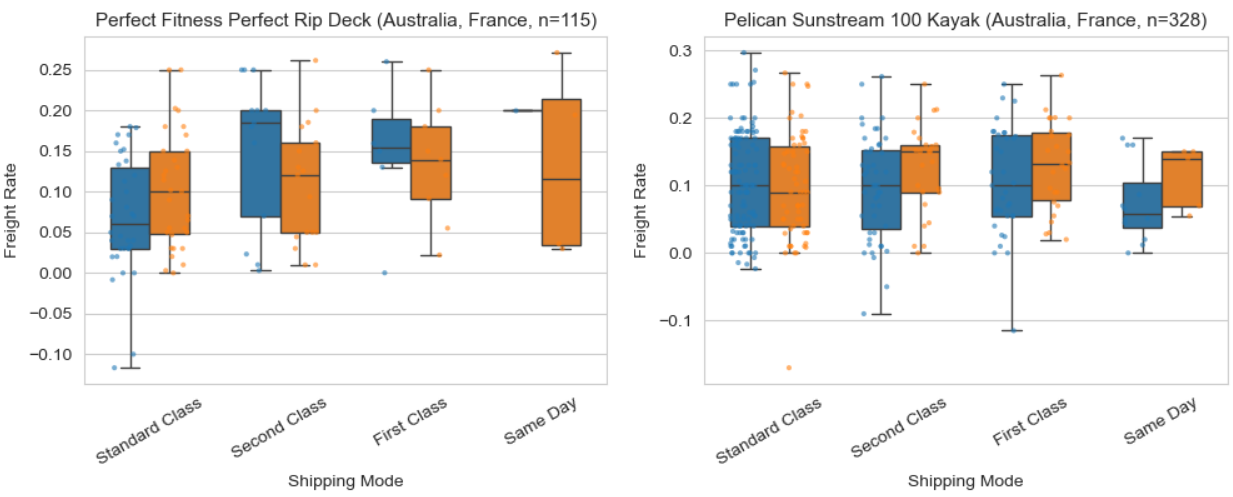 Perfect Fitness Perfect Rip Deck (Australia, France, n=115)
0.25
0.20
0.15
0.10
0.05
0.00
−0.05
−0.10
Freight Rate
Standard Class
Second Class
First Class
Same Day
Shipping Mode
Pelican Sunstream 100 Kayak (Australia, France, n=328)
0.3
0.2
0.1
0.0
−0.1
Freight Rate
Standard Class
Second Class
First Class
Same Day
Shipping Mode